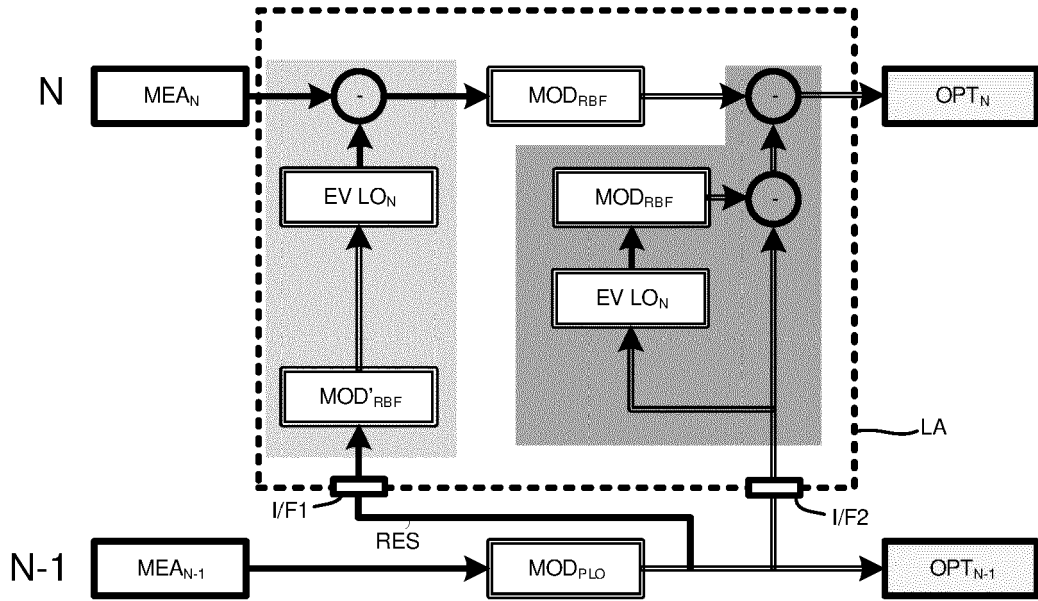 N
MEA_N
-
MOD_RBF
-
OPT_N
EV LO_N
MOD_RBF
-
EV LO_N
MOD'_RBF
LA
I/F1
I/F2
RES
N-1
MEA_N-1
MOD_PLO
OPT_N-1